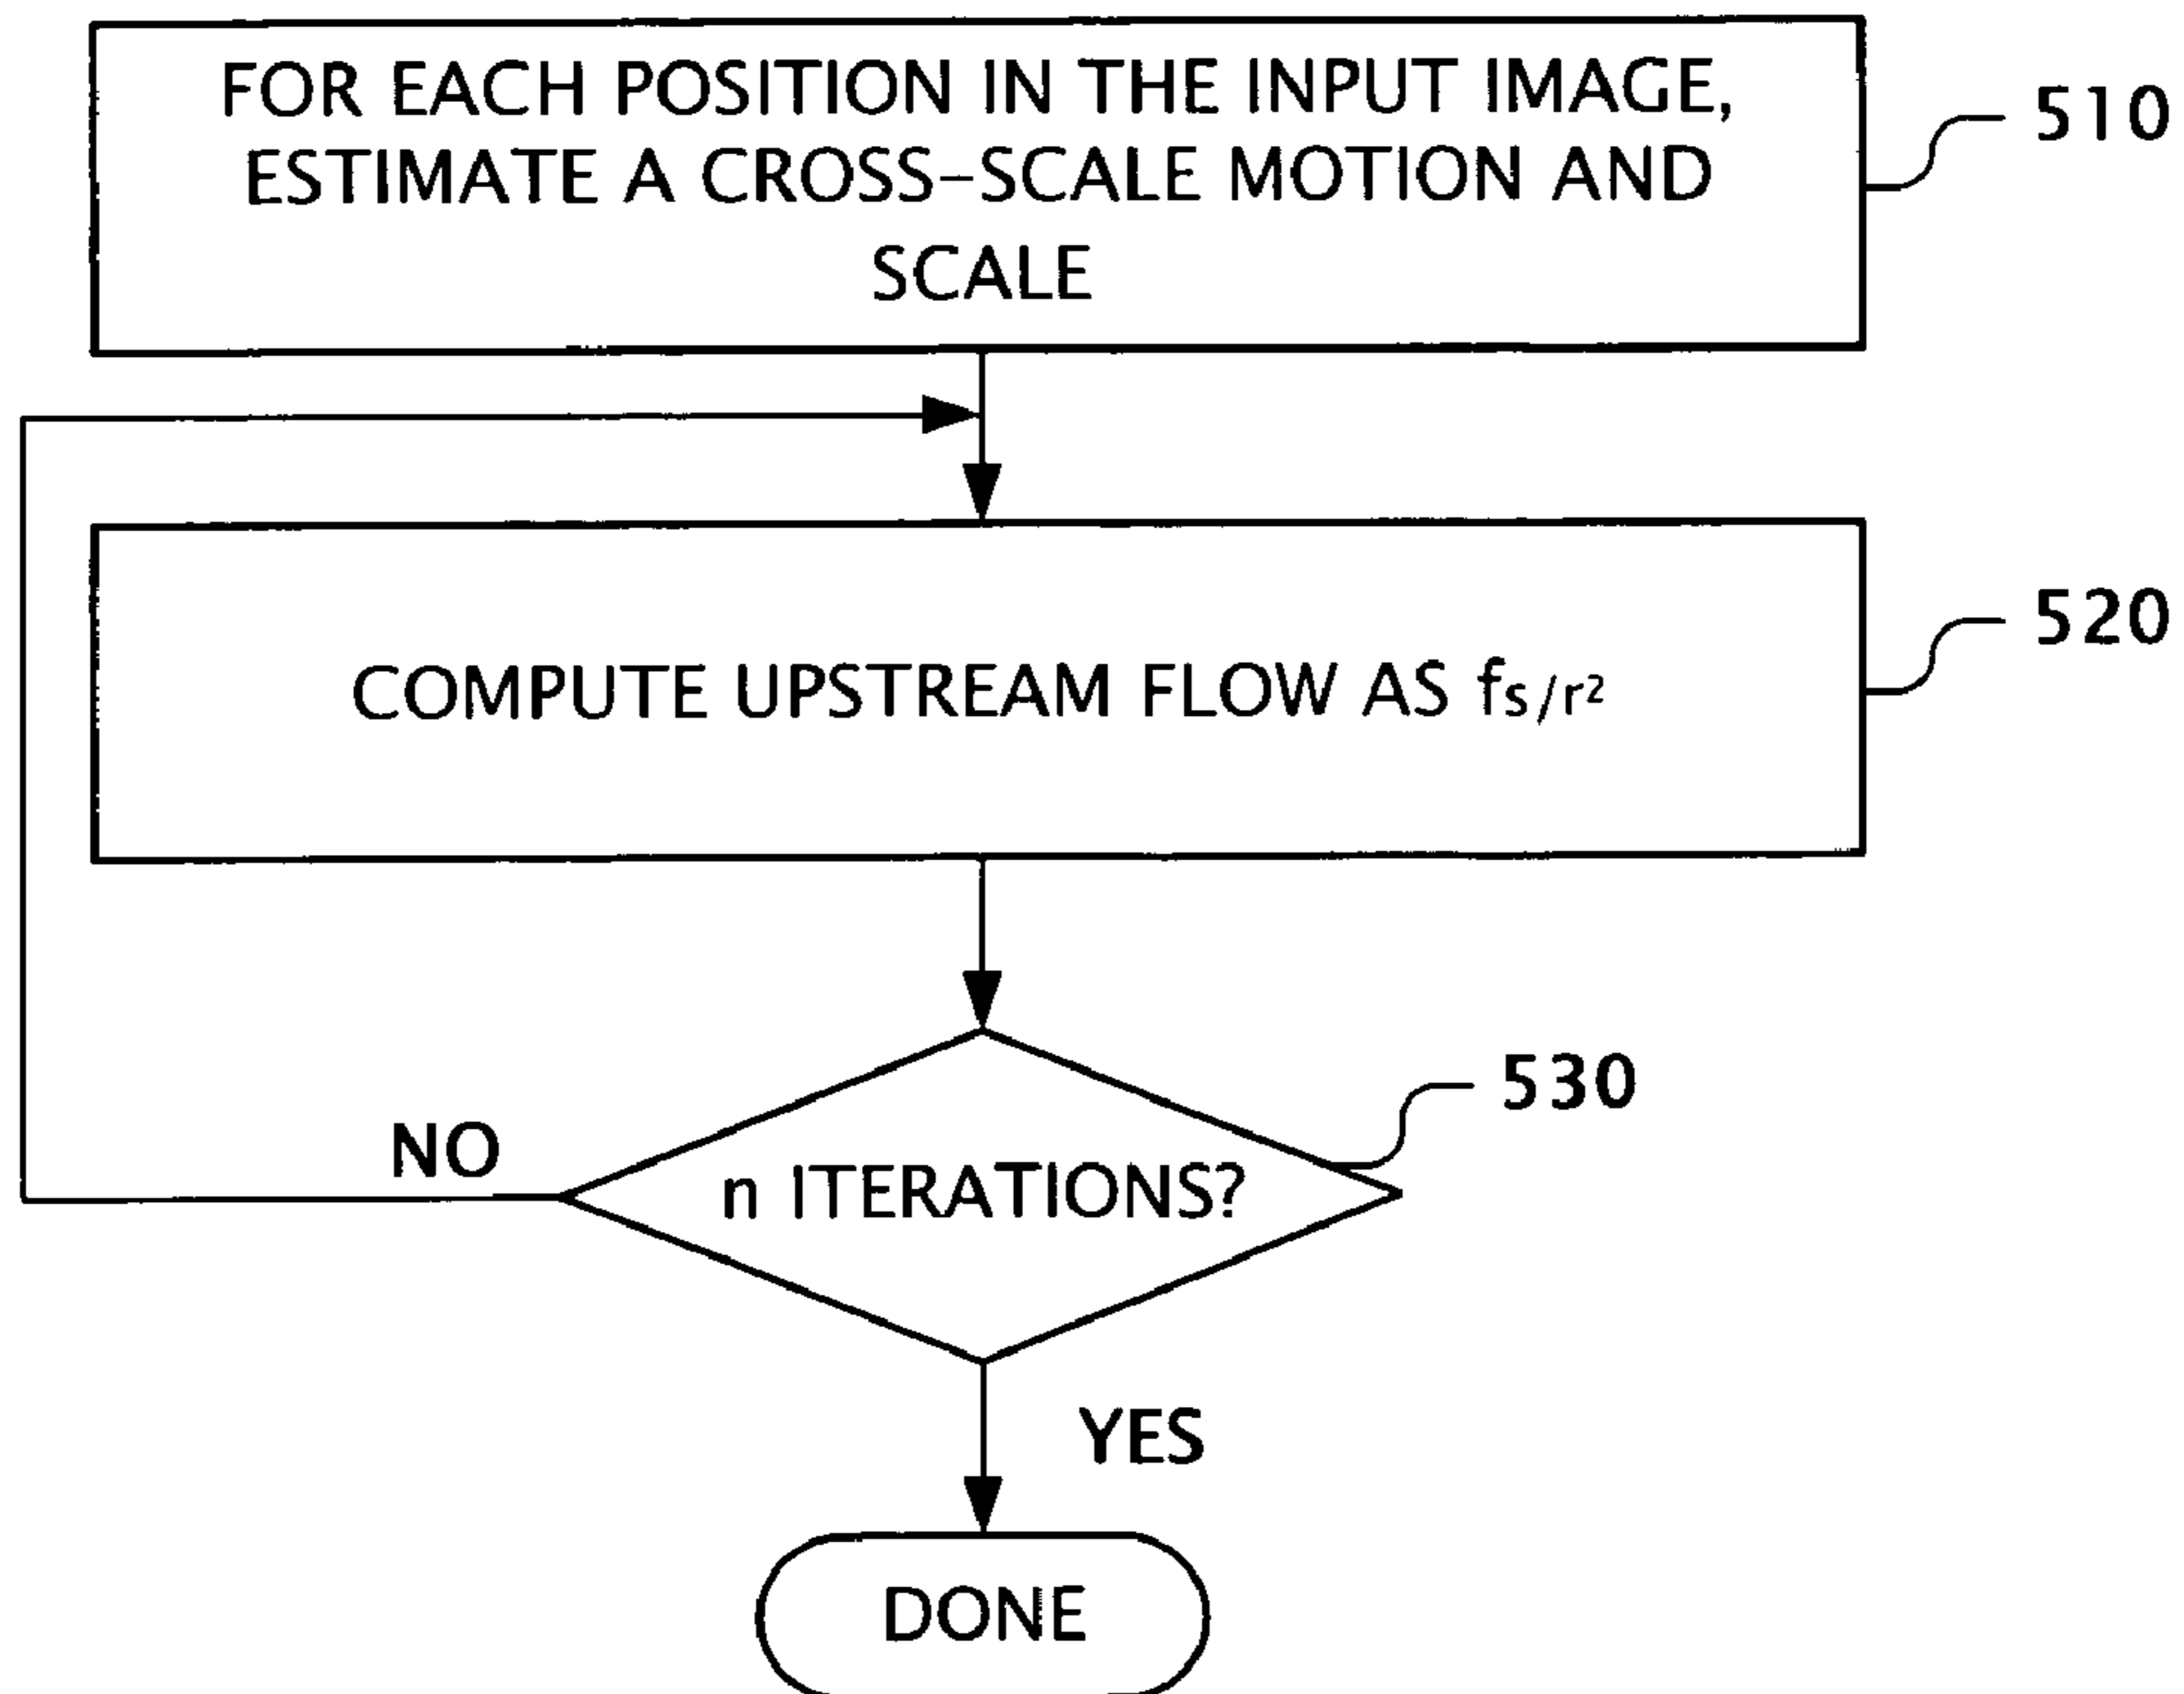 FOR EACH POSITION IN THE INPUT IMAGE,
ESTIMATE A CROSS-SCALE MOTION AND
SCALE
510
COMPUTE UPSTREAM FLOW AS fs/r²
520
530
NO
n ITERATIONS?
YES
DONE